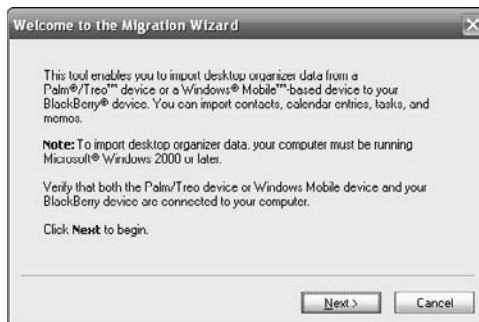 Welcome to the Migration Wizard
This tool enables you to import desktop organizer data from a
Palm®/Treo™ device or a Windows® Mobile™-based device to your
BlackBerry® device. You can import contacts, calendar entries, tasks, and
memos.
Note: To import desktop organizer data, your computer must be running
Microsoft® Windows 2000 or later.
Verify that both the Palm/Treo device or Windows Mobile device and your
BlackBerry device are connected to your computer.
Click Next to begin.
Next >
Cancel